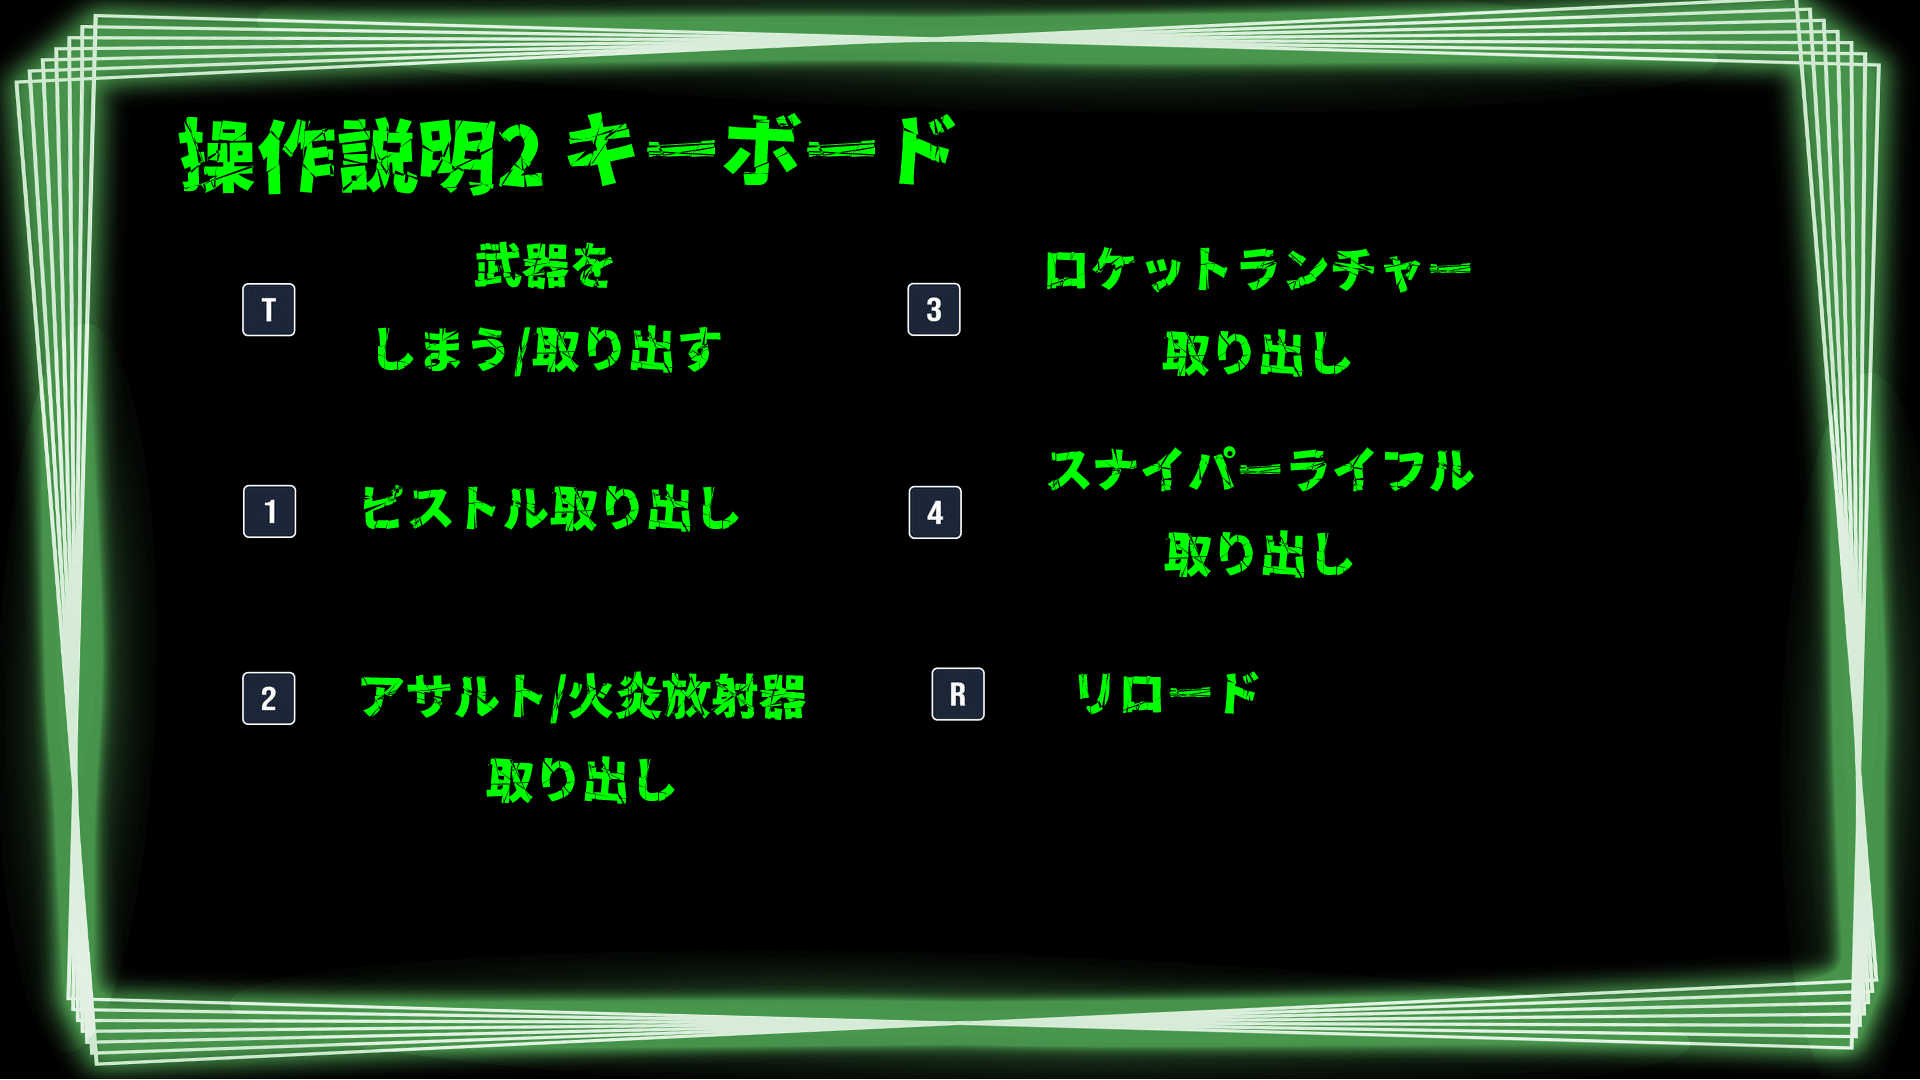 操作説明2 キーボード
T
武器を
しまう/取り出す
1
ピストル取り出し
2
アサルト/火炎放射器
取り出し
3
ロケットランチャー
取り出し
4
スナイパーライフル
取り出し
R
リロード